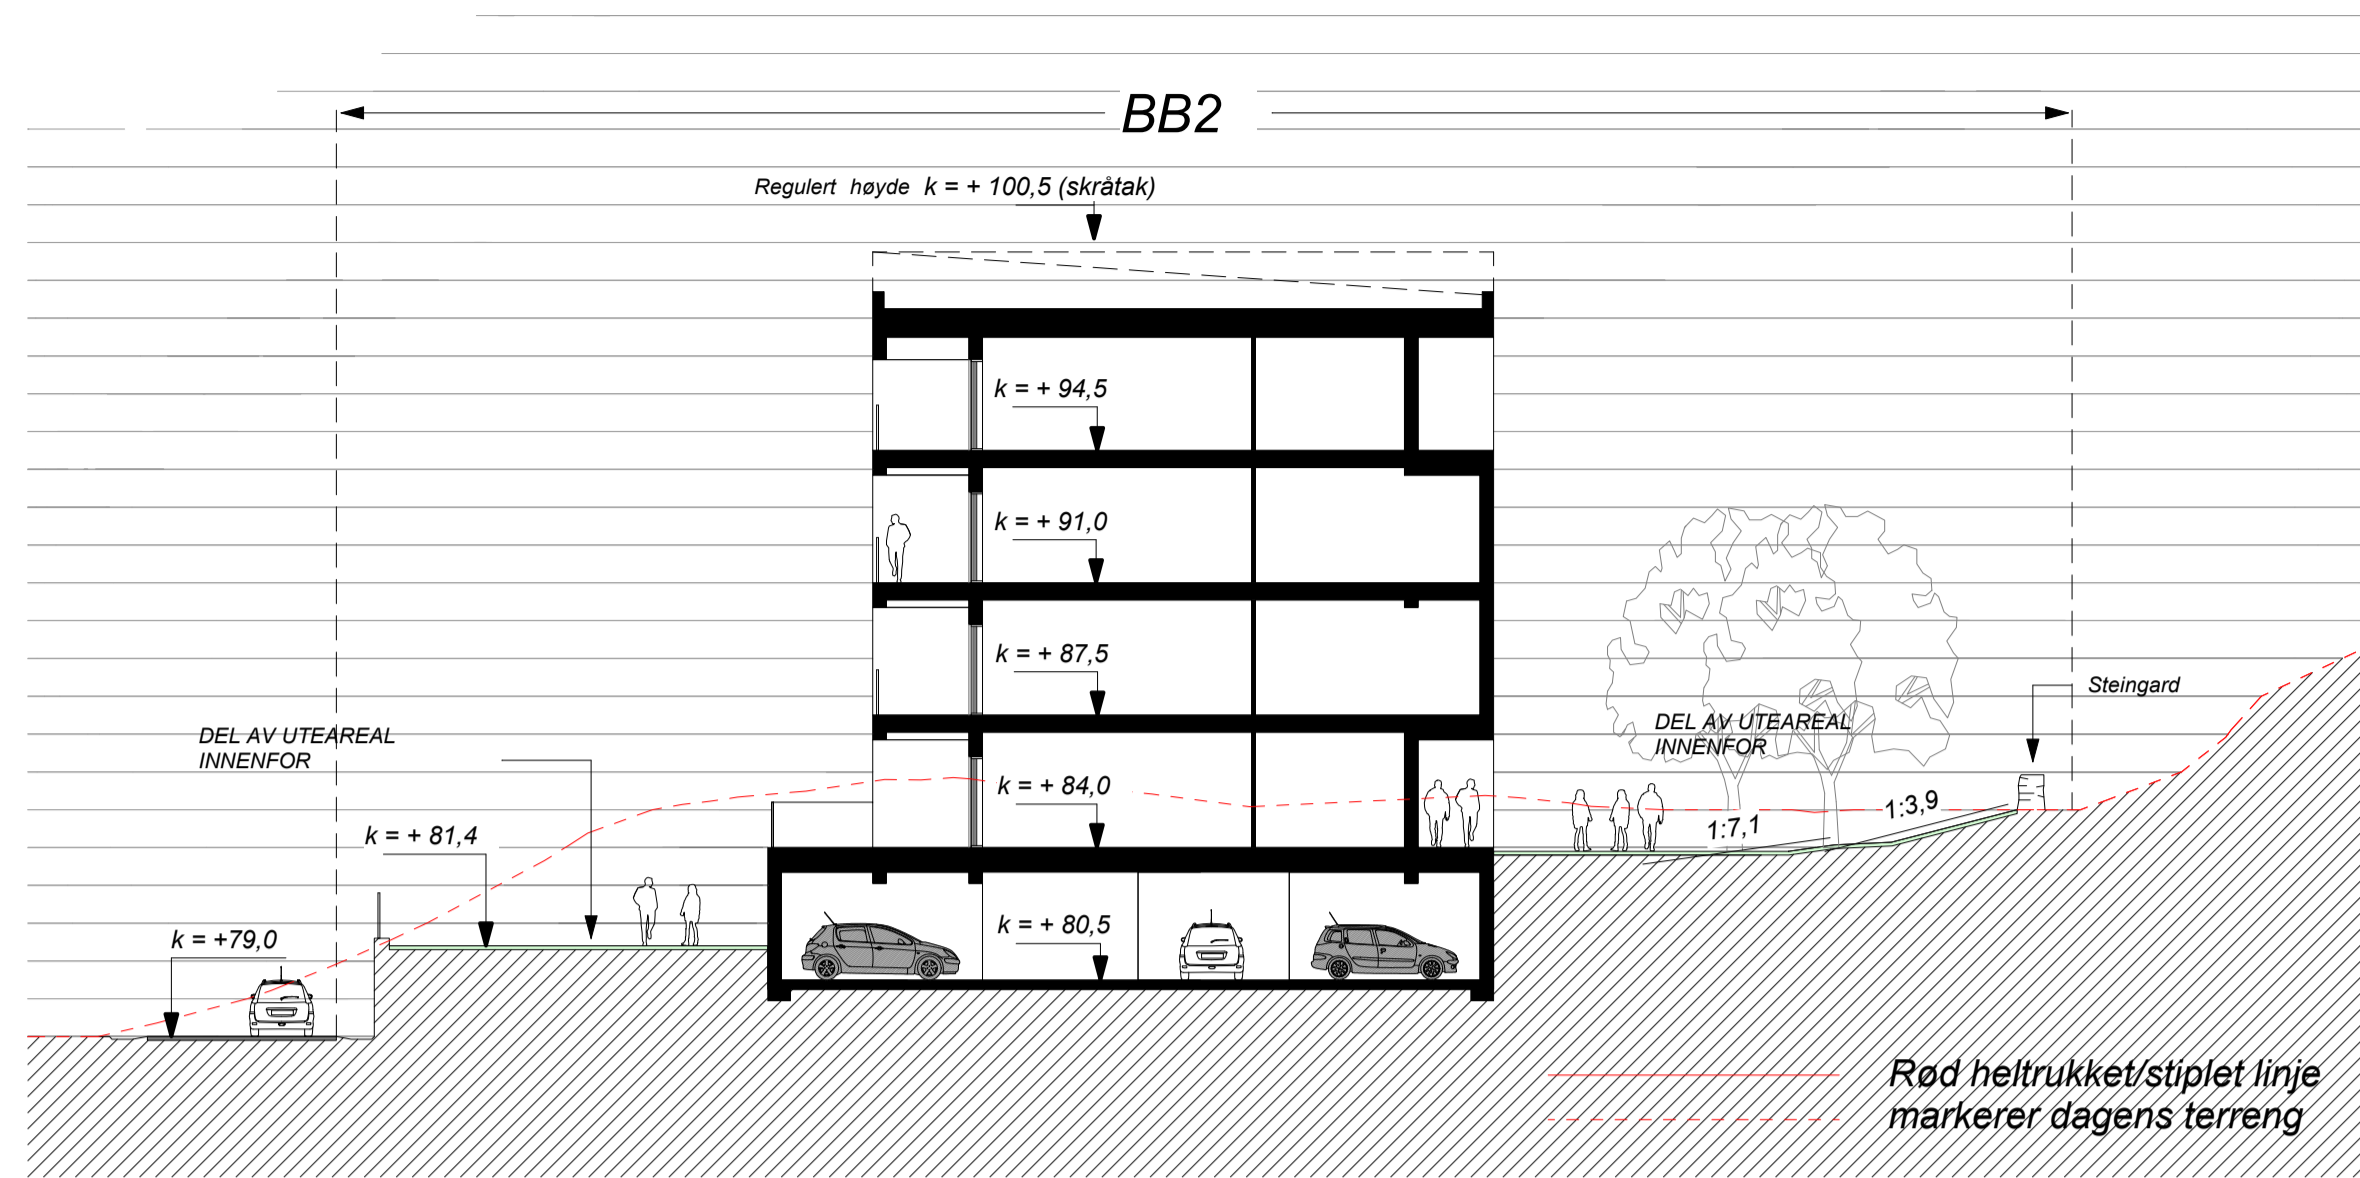 BB2
Regulert høyde k = + 100,5 (skråtak)
k = + 94,5
k = + 91,0
k = + 87,5
Steingard
DEL AV UTEAREAL
INNENFOR
DEL AV UTEAREAL
INNENFOR
k = + 84,0
1:3,9
1:7,1
k = + 81,4
k = + 80,5
k = +79,0
Rød heltrukket/stiplet linje
markerer dagens terreng